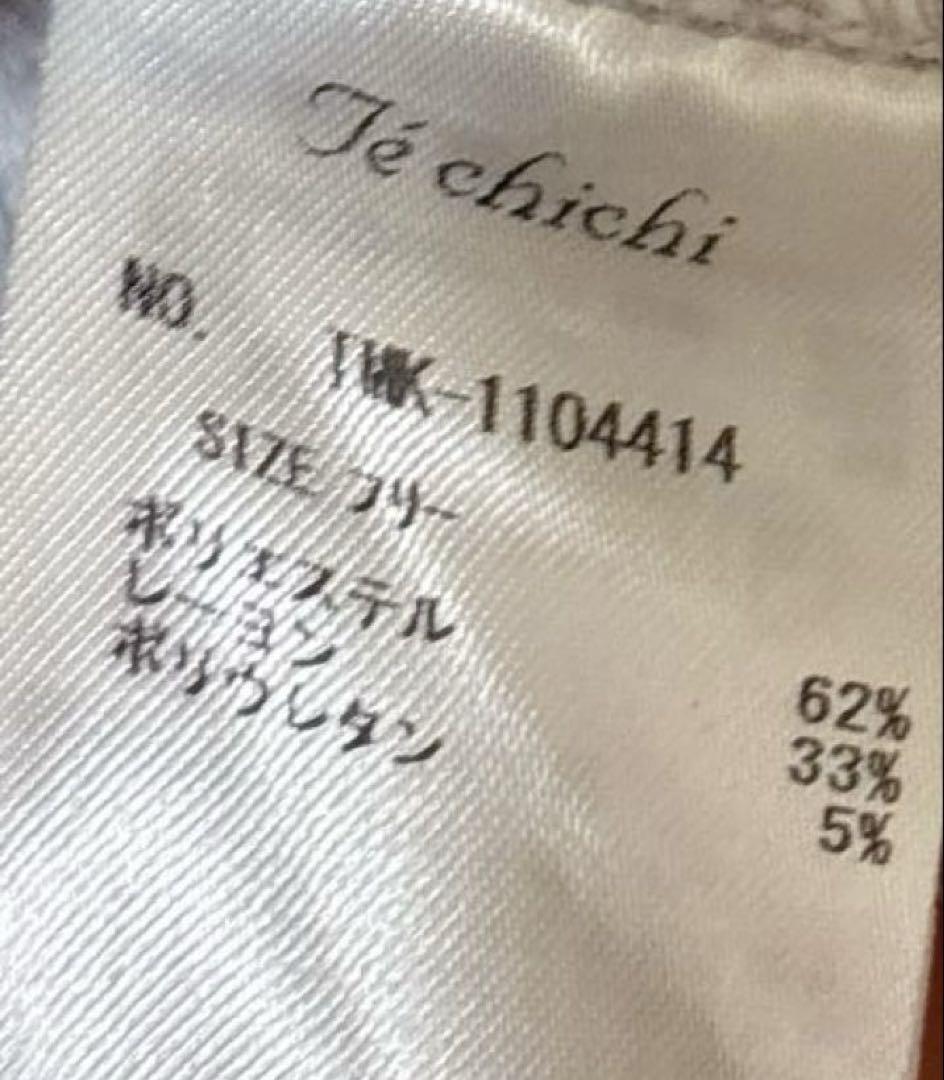 Té chichi
NO. TWK-1104414
SIZE フリー
ポリエステル 62%
レーヨン 33%
ポリウレタン 5%